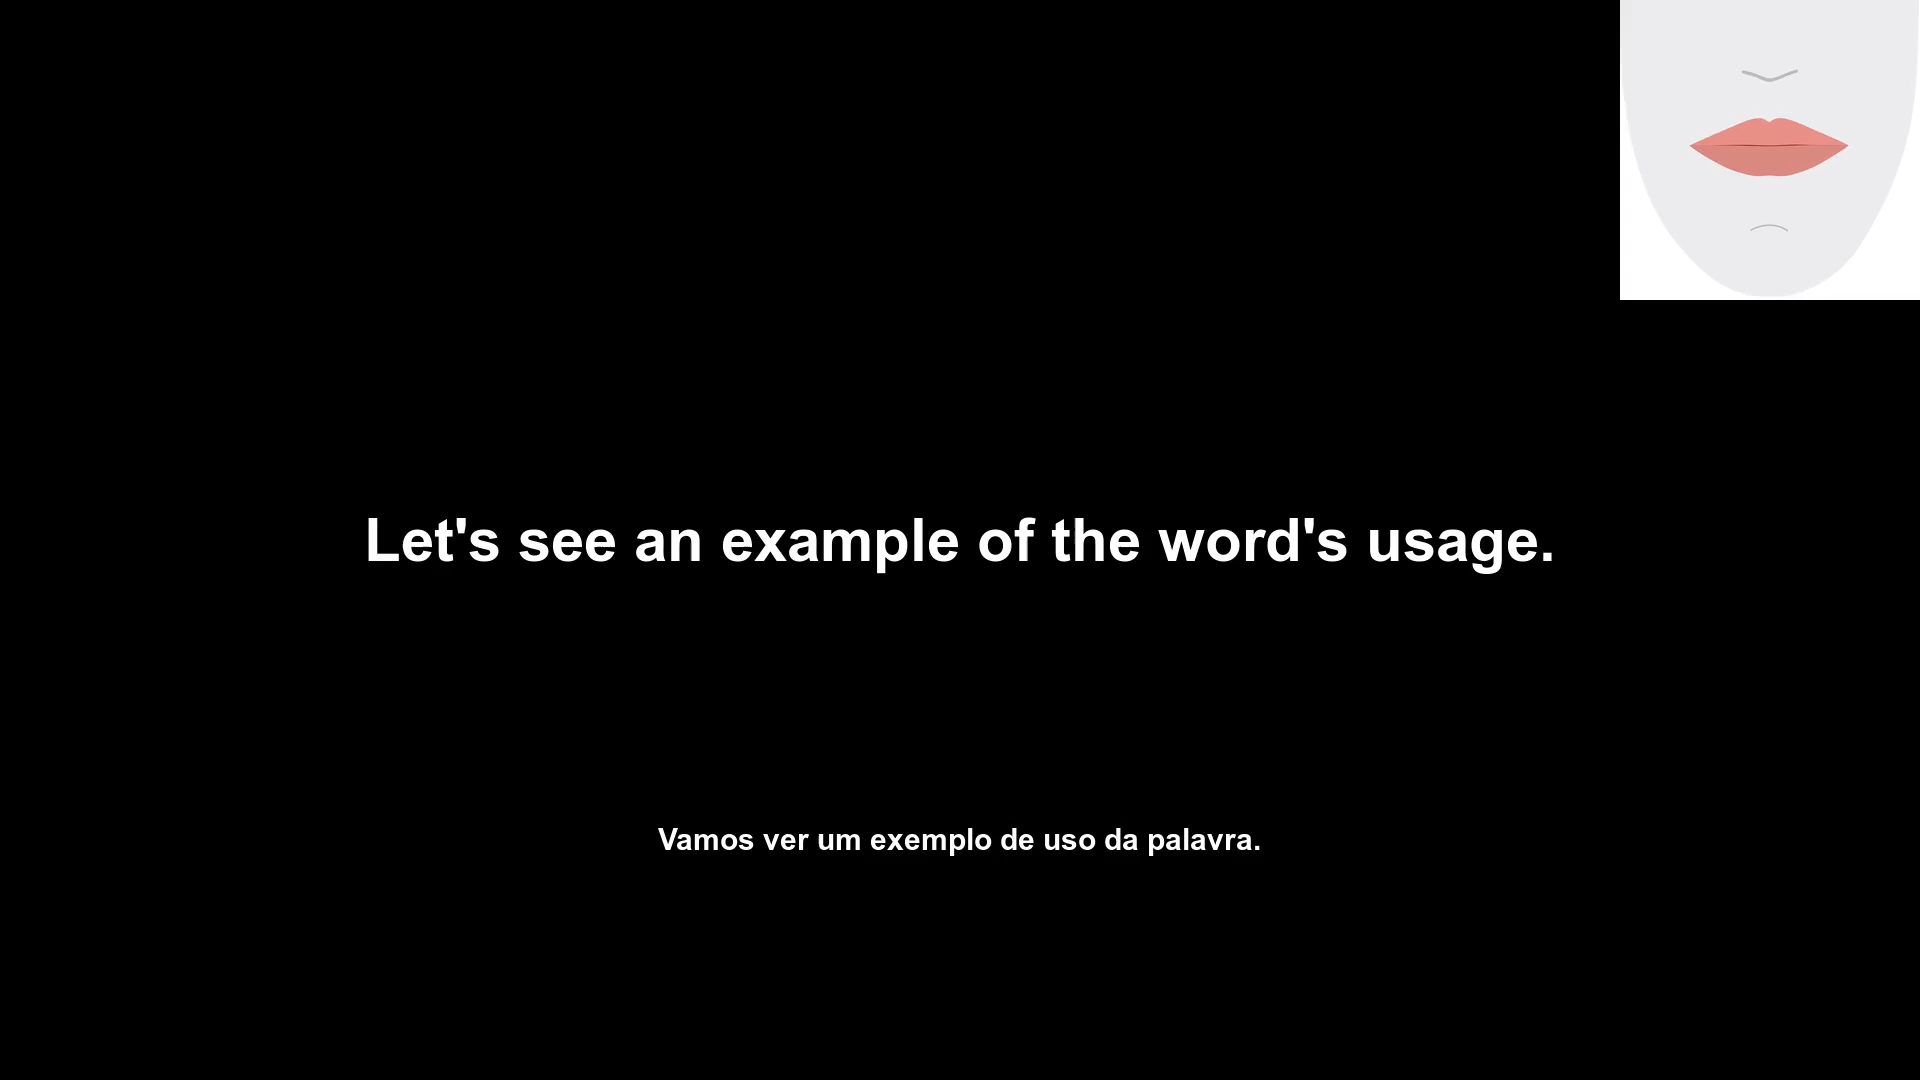 Let's see an example of the word's usage.
Vamos ver um exemplo de uso da palavra.